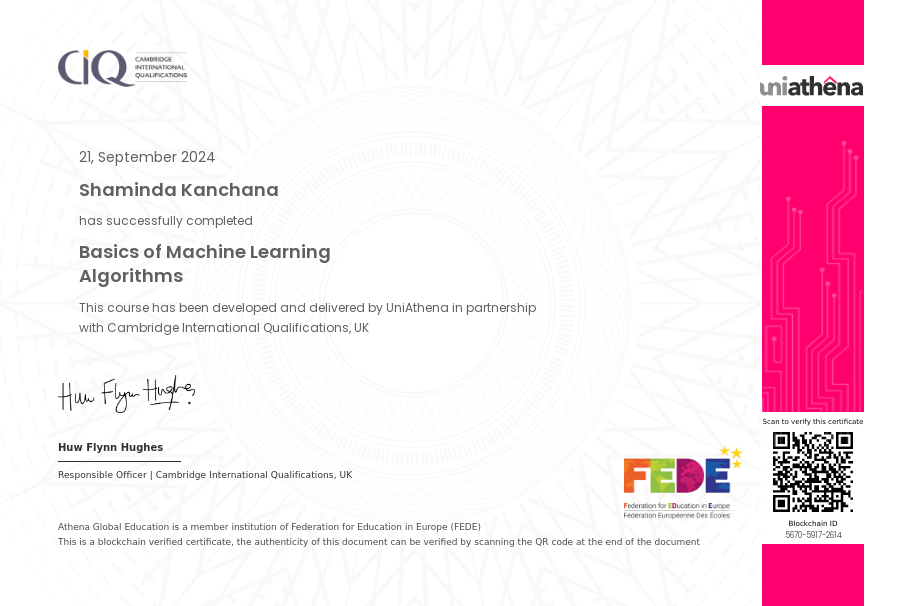 CIQ
CAMBRIDGE
INTERNATIONAL
QUALIFICATIONS
uniathena
21, September 2024
Shaminda Kanchana
has successfully completed
Basics of Machine Learning
Algorithms
This course has been developed and delivered by UniAthena in partnership
with Cambridge International Qualifications, UK
Huw Flynn Hughes
Huw Flynn Hughes
Responsible Officer | Cambridge International Qualifications, UK
FEDE
Federation for EDucation in Europe
Fédération Européenne Des Écoles
Scan to verify this certificate
Blockchain ID
5670-5917-2614
Athena Global Education is a member institution of Federation for Education in Europe (FEDE)
This is a blockchain verified certificate, the authenticity of this document can be verified by scanning the QR code at the end of the document